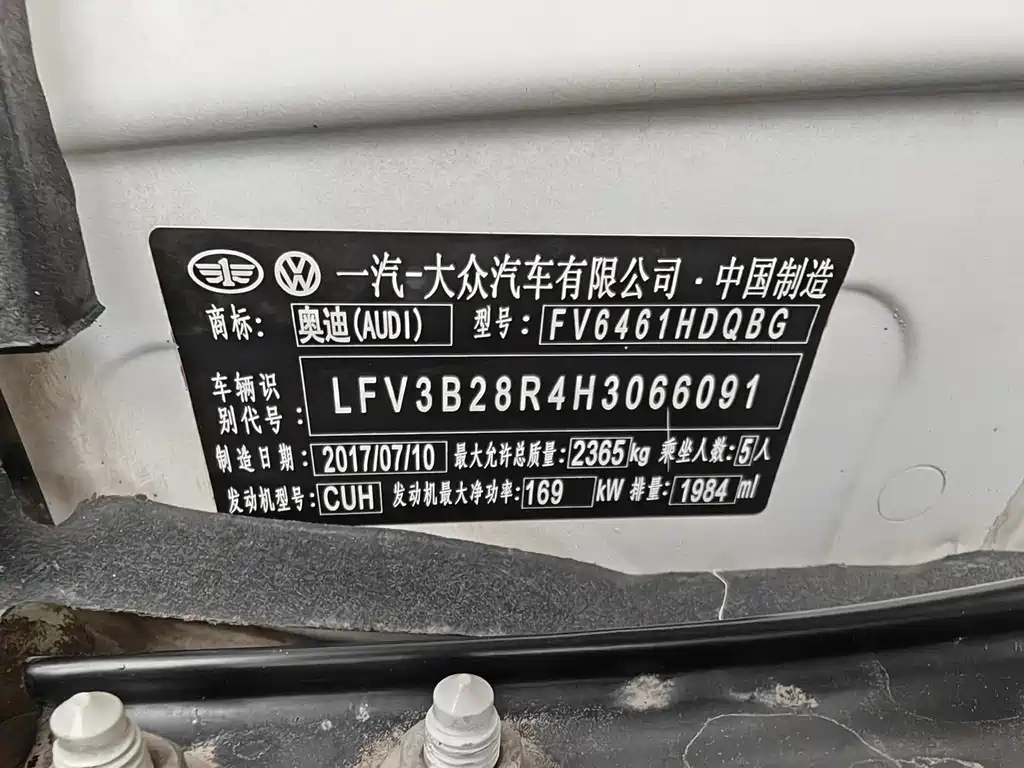 一汽-大众汽车有限公司·中国制造
商标: 奥迪(AUDI) 型号: FV6461HDQBG
车辆识别代号: LFV3B28R4H3066091
制造日期: 2017/07/10 最大允许总质量: 2365kg 乘坐人数: 5人
发动机型号: CUH 发动机最大净功率: 169 kW 排量: 1984 ml